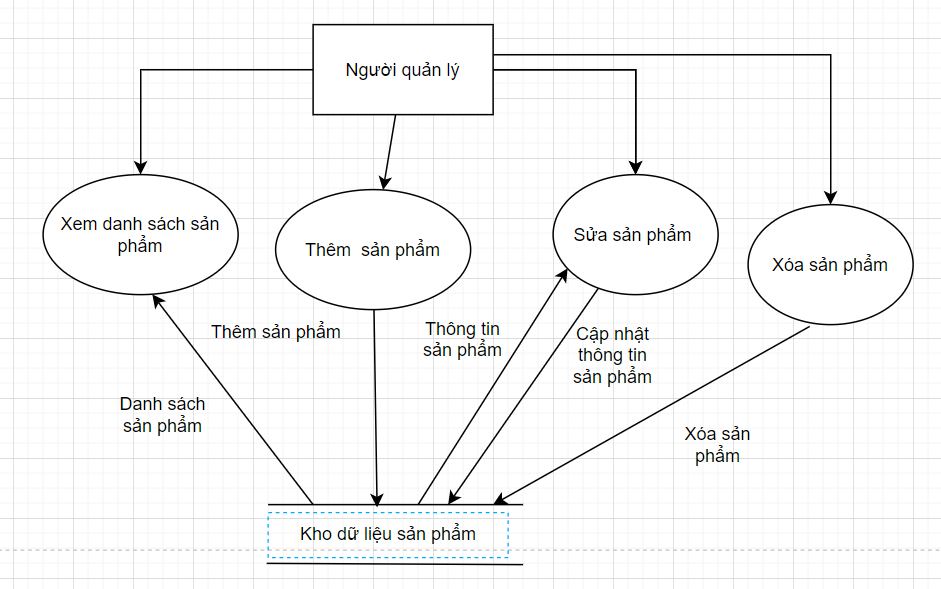 Người quản lý
Xem danh sách sản
phẩm
Thêm sản phẩm
Sửa sản phẩm
Xóa sản phẩm
Thêm sản phẩm
Thông tin
sản phẩm
Cập nhật
thông tin
sản phẩm
Danh sách
sản phẩm
Xóa sản
phẩm
Kho dữ liệu sản phẩm